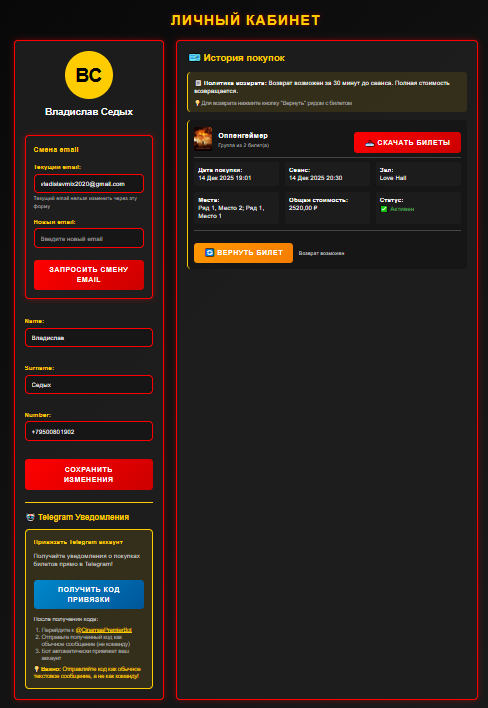 ЛИЧНЫЙ КАБИНЕТ
ВС
Владислав Седых
Смена email
Текущий email:
vladislavmix2020@gmail.com
Текущий email нельзя изменить через эту
форму
Новый email:
Введите новый email
ЗАПРОСИТЬ СМЕНУ
EMAIL
Name:
Владислав
Surname:
Седых
Number:
+79500801902
СОХРАНИТЬ
ИЗМЕНЕНИЯ
Telegram Уведомления
Привязать Telegram аккаунт
Получайте уведомления о покупках
билетов прямо в Telegram!
ПОЛУЧИТЬ КОД
ПРИВЯЗКИ
После получения кода:
1. Перейдите к @CinemaPremierBot
2. Отправьте полученный код как
обычное сообщение (не команду)
3. Бот автоматически привяжет ваш
аккаунт
Важно: Отправляйте код как обычное
текстовое сообщение, а не как команду!
История покупок
Политика возврата: Возврат возможен за 30 минут до сеанса. Полная стоимость
возвращается.
Для возврата нажмите кнопку "Вернуть" рядом с билетом
Оппенгеймер
Группа из 2 билет(а)
СКАЧАТЬ БИЛЕТЫ
Дата покупки:
14 Дек 2025 19:01
Сеанс:
14 Дек 2025 20:30
Зал:
Love Hall
Места:
Ряд 1, Место 2; Ряд 1,
Место 1
Общая стоимость:
2520,00 ₽
Статус:
Активен
ВЕРНУТЬ БИЛЕТ
Возврат возможен